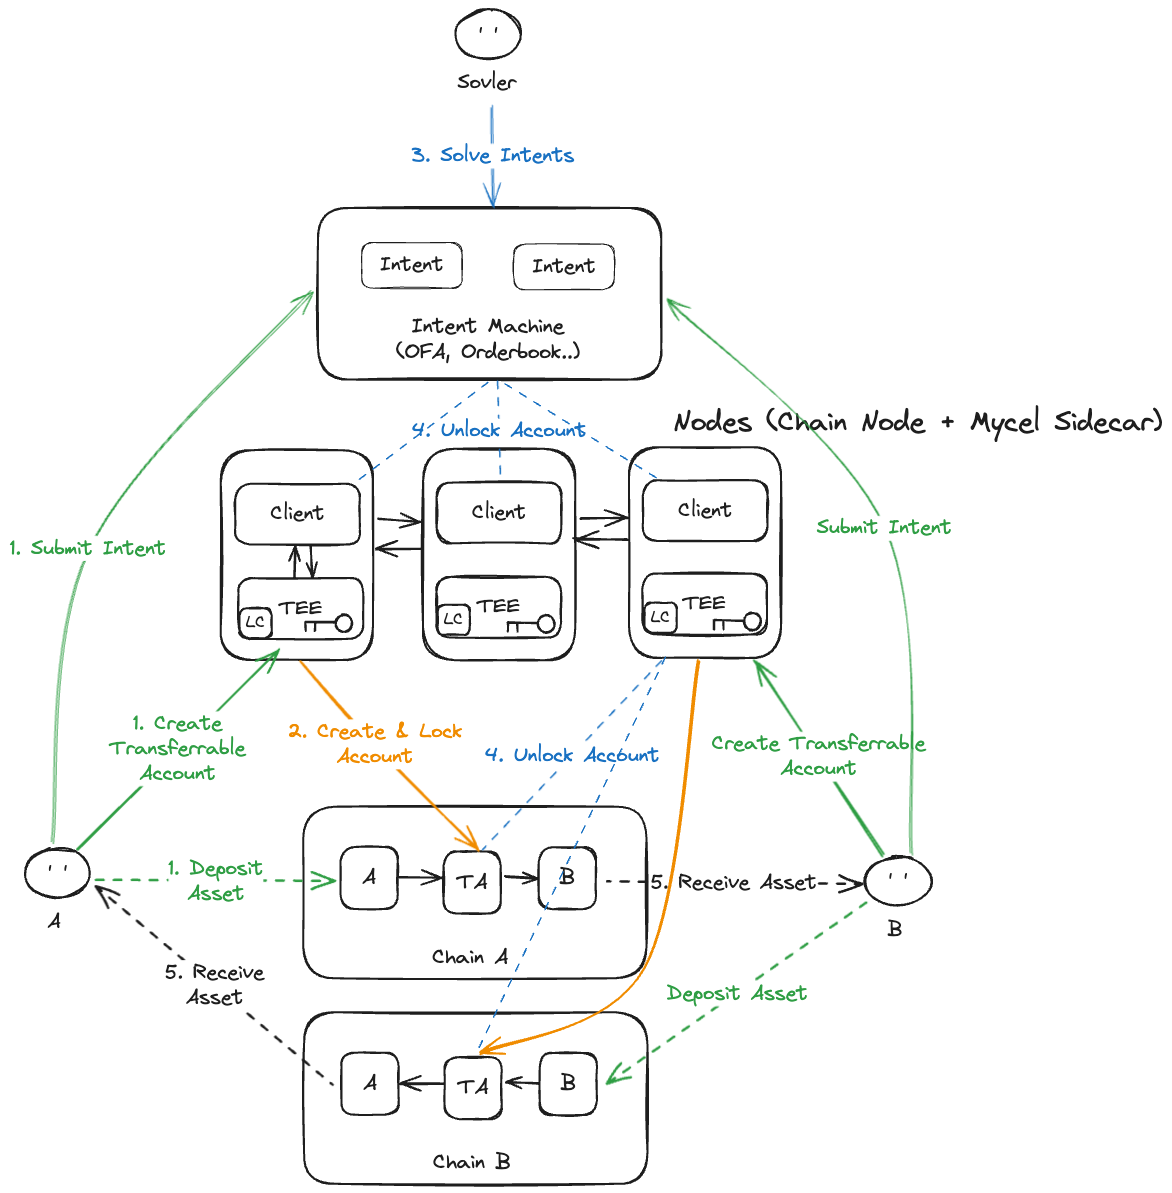 Sovler
3. Solve Intents
Intent
Intent
Intent Machine
(OFA, Orderbook..)
4. Unlock Account
Nodes (Chain Node + Mycel Sidecar)
Client
Client
Client
1. Submit Intent
Submit Intent
LC
TEE
LC
TEE
LC
TEE
1. Create
Transferrable
Account
2. Create & Lock
Account
4. Unlock Account
Create Transferrable
Account
1. Deposit
Asset
A
TA
B
5. Receive Asset
A
B
Chain A
5. Receive
Asset
Deposit Asset
A
TA
B
Chain B